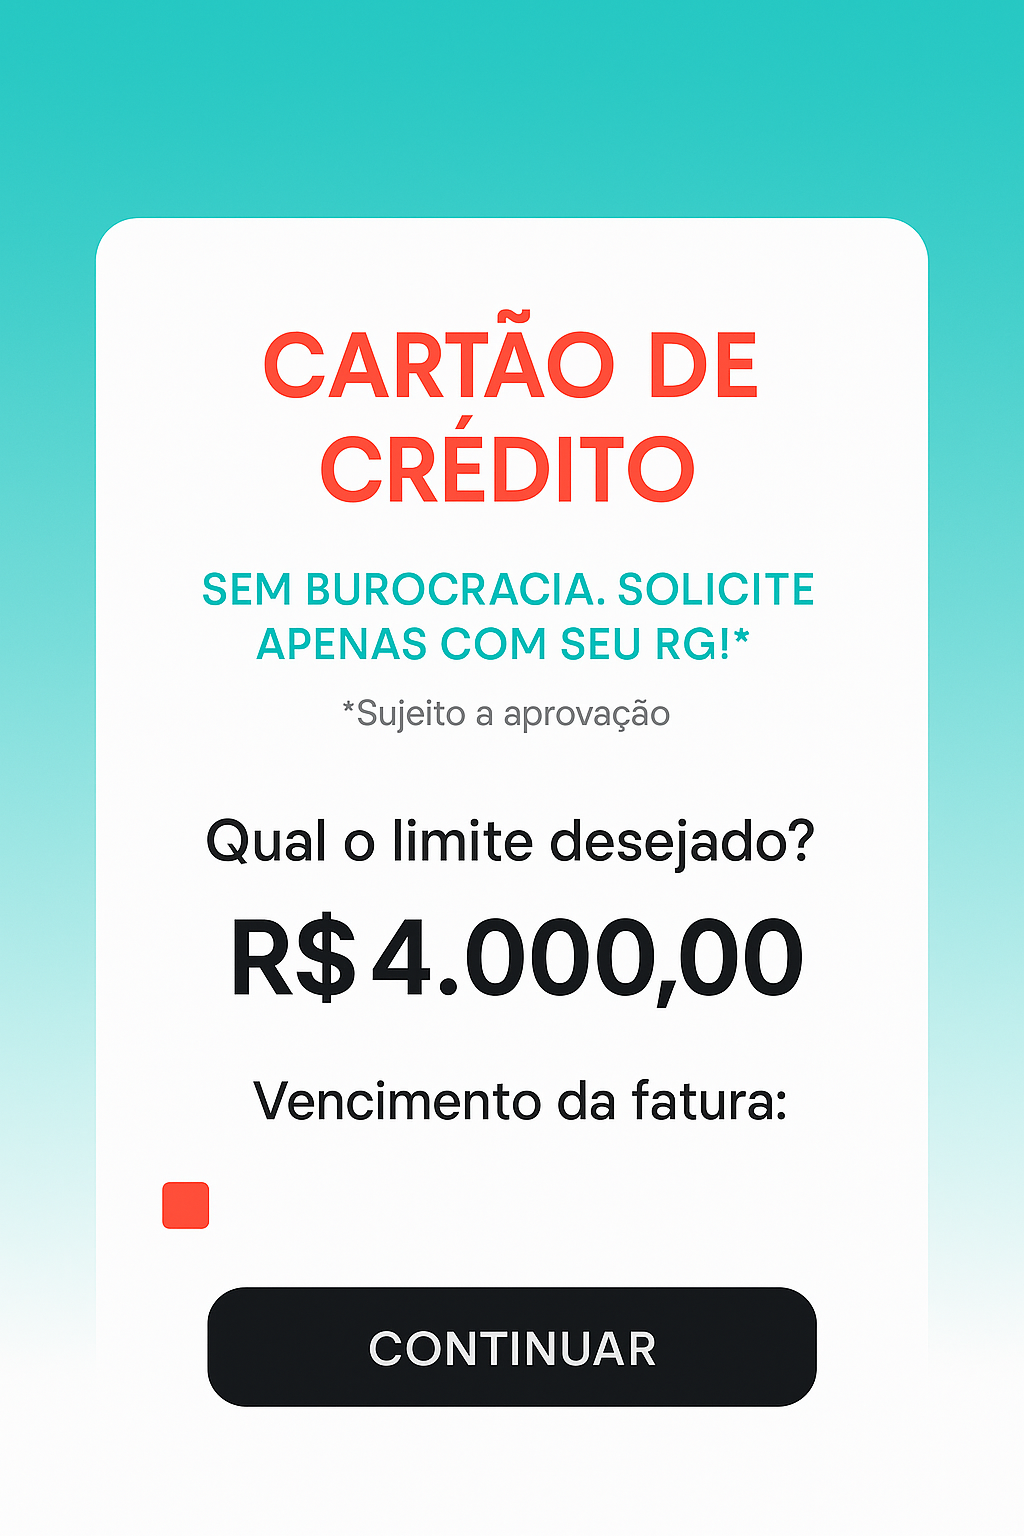 CARTÃO DE
CRÉDITO
SEM BUROCRACIA. SOLICITE
APENAS COM SEU RG!*
*Sujeito a aprovação
Qual o limite desejado?
R$ 4.000,00
Vencimento da fatura:
CONTINUAR